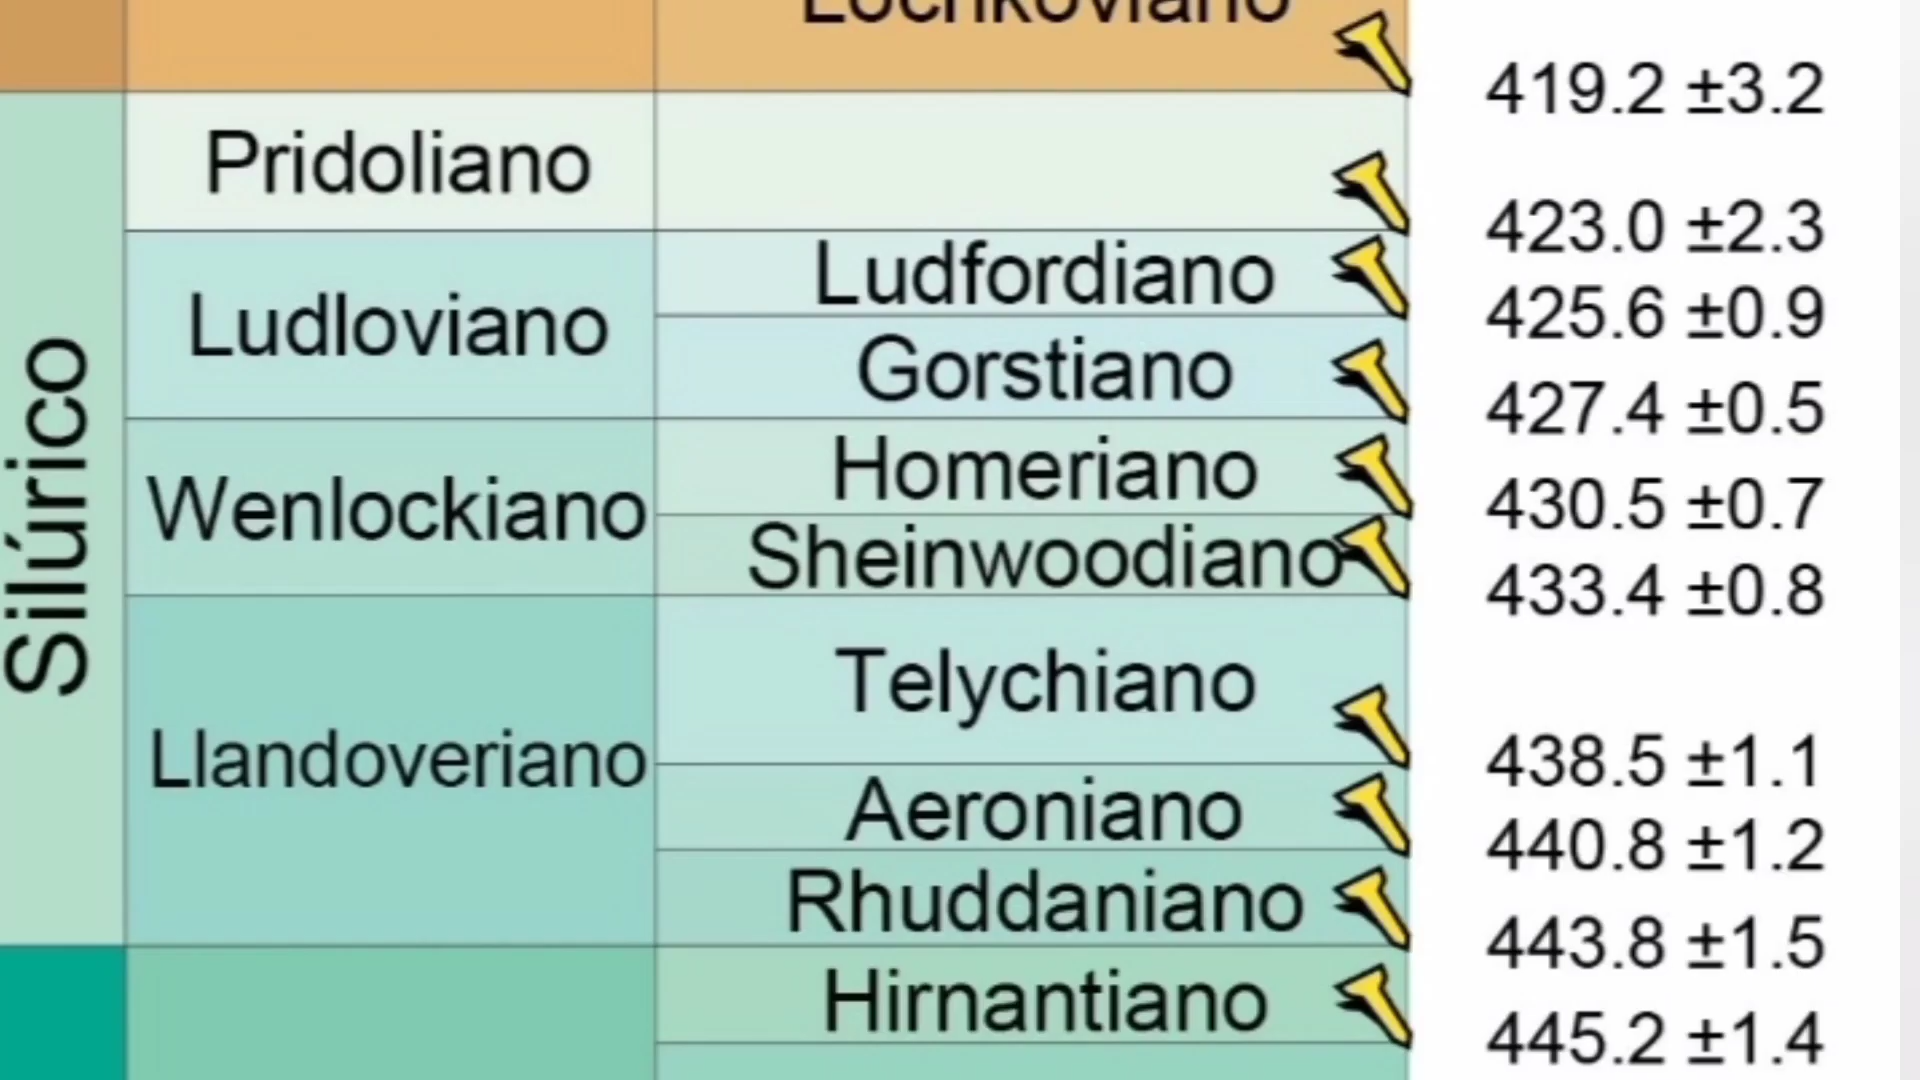 Lochkoviano
419.2 ±3.2
Pridoliano
423.0 ±2.3
Ludfordiano
425.6 ±0.9
Ludloviano
Gorstiano
427.4 ±0.5
Homeriano
430.5 ±0.7
Wenlockiano
Sheinwoodiano
433.4 ±0.8
Silúrico
Telychiano
438.5 ±1.1
Llandoveriano
Aeroniano
440.8 ±1.2
Rhuddaniano
443.8 ±1.5
Hirnantiano
445.2 ±1.4